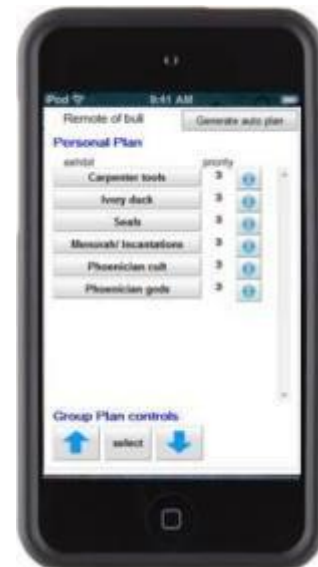 iPod 9:41 AM
Remote of bull Generate auto plan
Personal Plan
exhibit priority
Carpenter tools 3
Ivory duck 3
Seals 3
Menorah/ Incantations 3
Phoenician cult 3
Phoenician gods 3
Group Plan controls
select